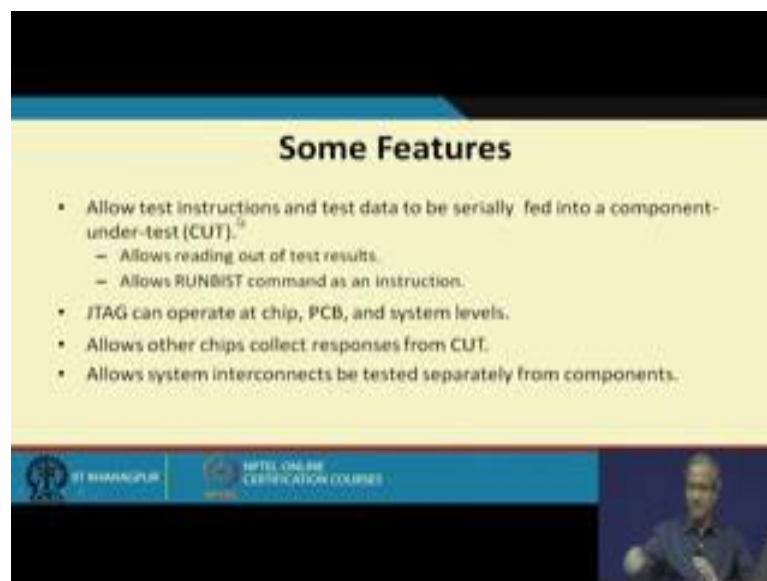 Some Features
• Allow test instructions and test data to be serially fed into a component-
under-test (CUT).
– Allows reading out of test results.
– Allows RUNBIST command as an instruction.
• JTAG can operate at chip, PCB, and system levels.
• Allows other chips collect responses from CUT.
• Allows system interconnects be tested separately from components.
IIT KHARAGPUR
NPTEL ONLINE
CERTIFICATION COURSES